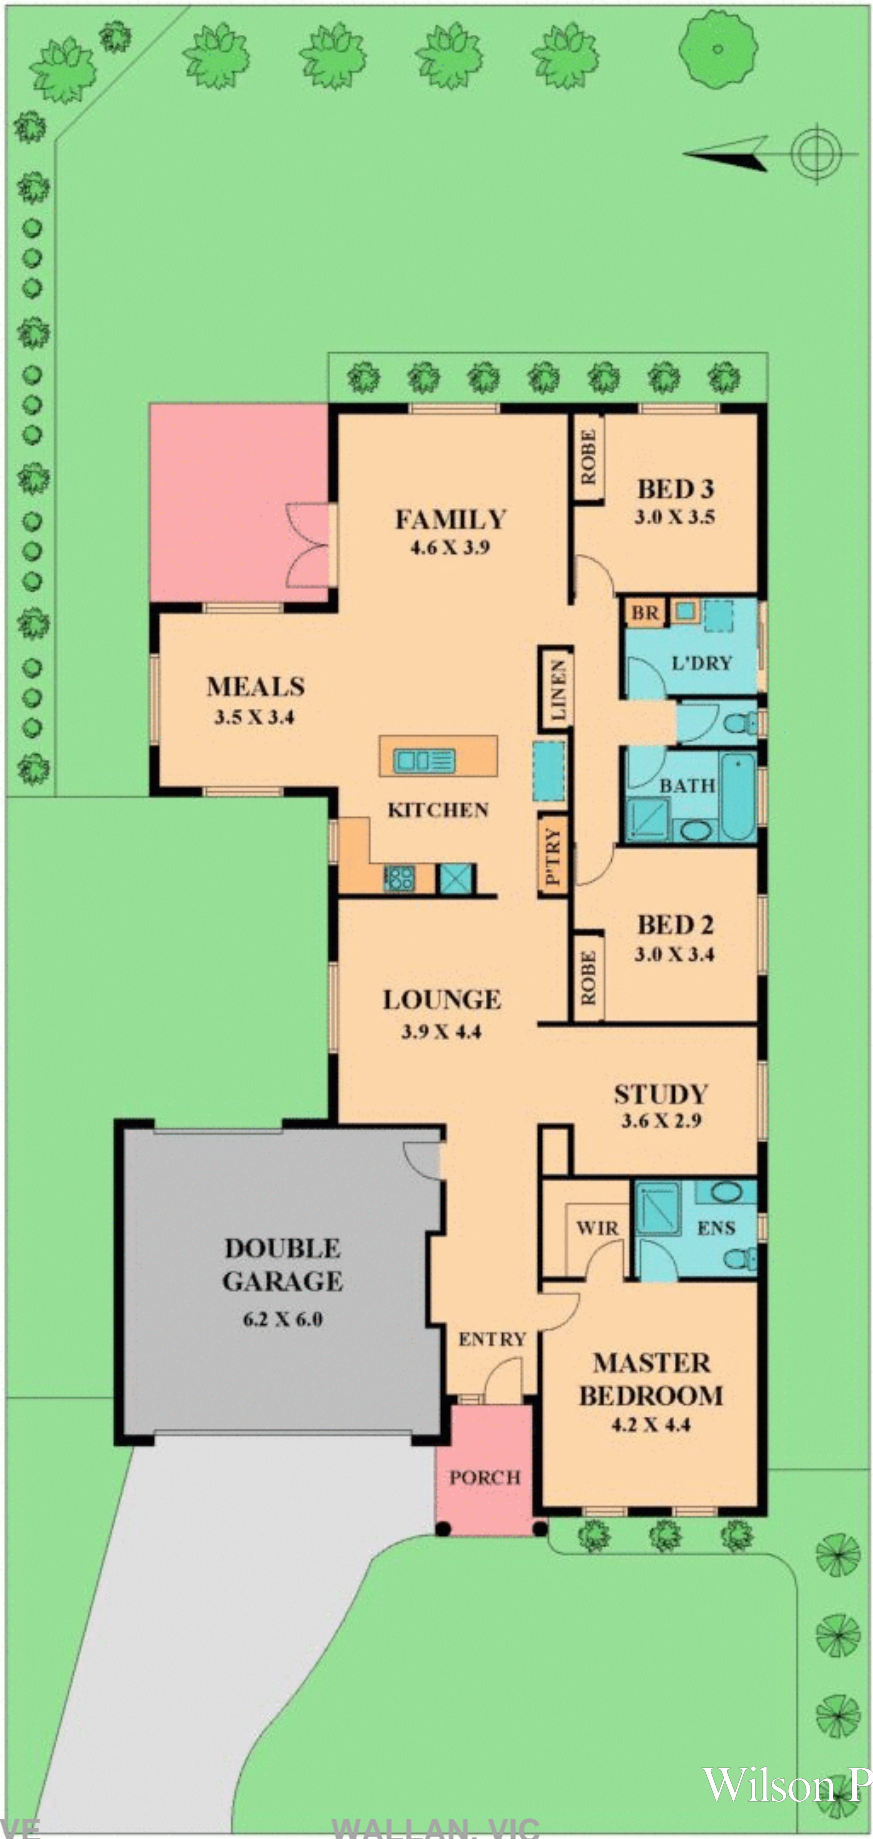 ROBE
BED 3
3.0 X 3.5
FAMILY
4.6 X 3.9
BR
L'DRY
LINEN
MEALS
3.5 X 3.4
BATH
KITCHEN
P'TRY
BED 2
3.0 X 3.4
ROBE
LOUNGE
3.9 X 4.4
STUDY
3.6 X 2.9
WIR
ENS
DOUBLE
GARAGE
6.2 X 6.0
ENTRY
MASTER
BEDROOM
4.2 X 4.4
PORCH
Wilson P
VE WALLAN, VIC